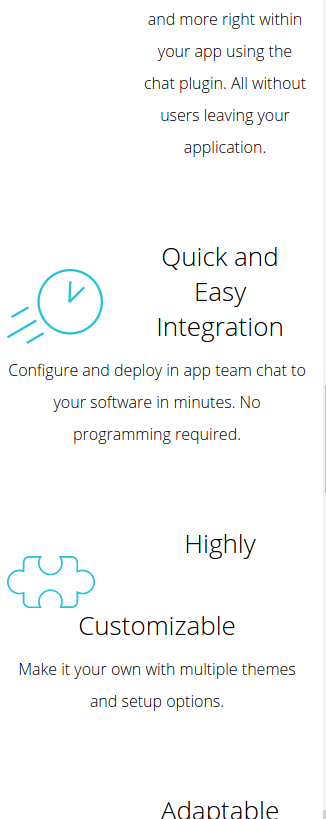 and more right within
your app using the
chat plugin. All without
users leaving your
application.
Quick and
Easy
Integration
Configure and deploy in app team chat to
your software in minutes. No
programming required.
Highly
Customizable
Make it your own with multiple themes
and setup options.
Adaptable